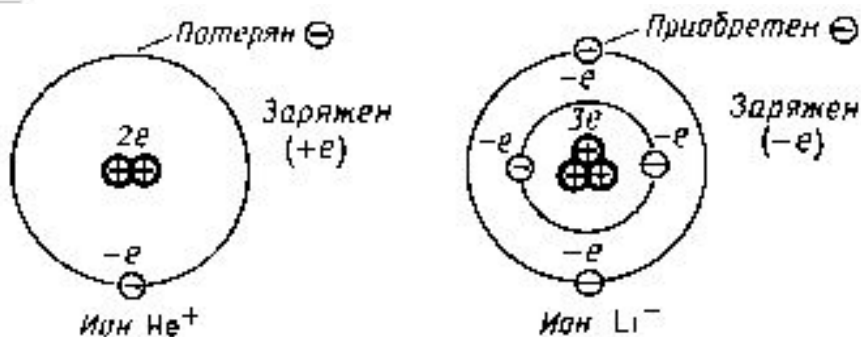 Потерян ⊖
Заряжен
(+e)
2e
−e
Ион He⁺
Приобретен ⊖
−e
Заряжен
(−e)
3e
−e
−e
−e
Ион Li⁻